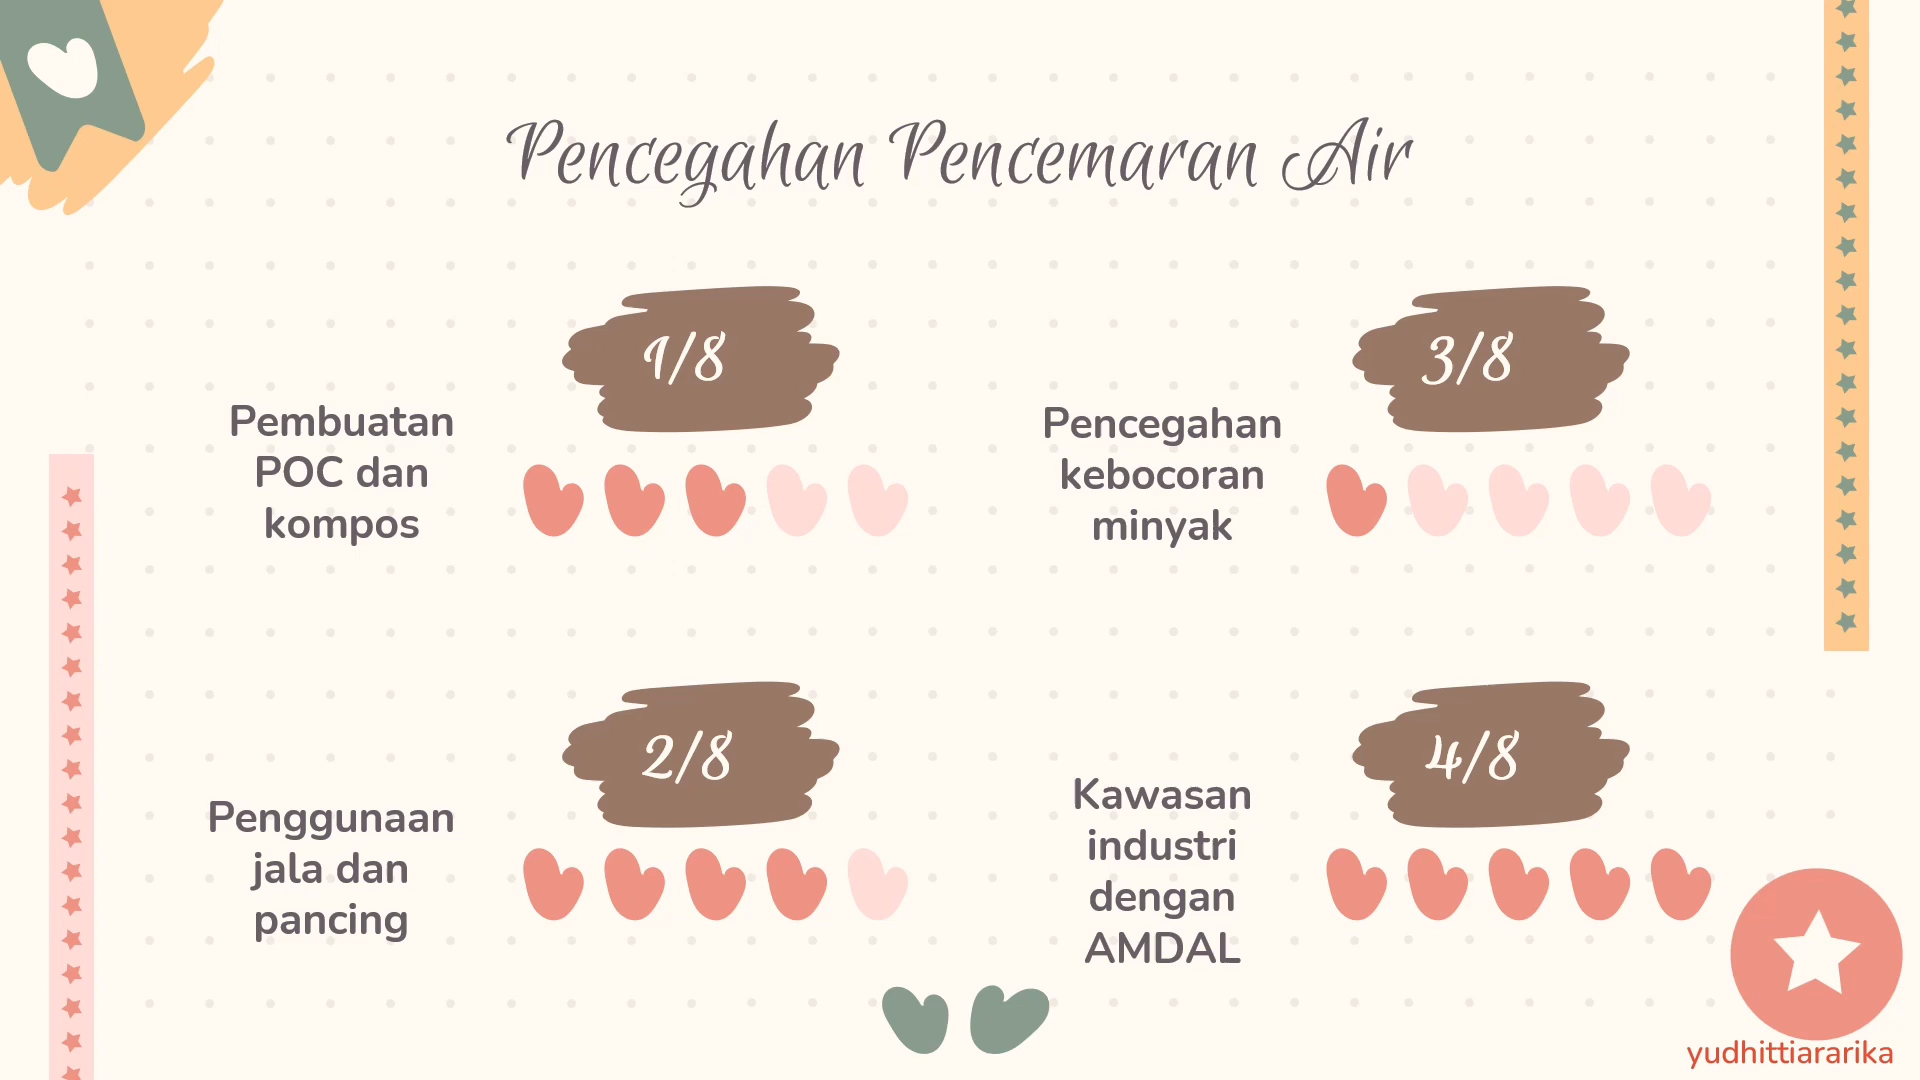 Pencegahan Pencemaran Air
1/8
Pembuatan
POC dan
kompos
3/8
Pencegahan
kebocoran
minyak
2/8
Penggunaan
jala dan
pancing
4/8
Kawasan
industri
dengan
AMDAL
yudhittiararika